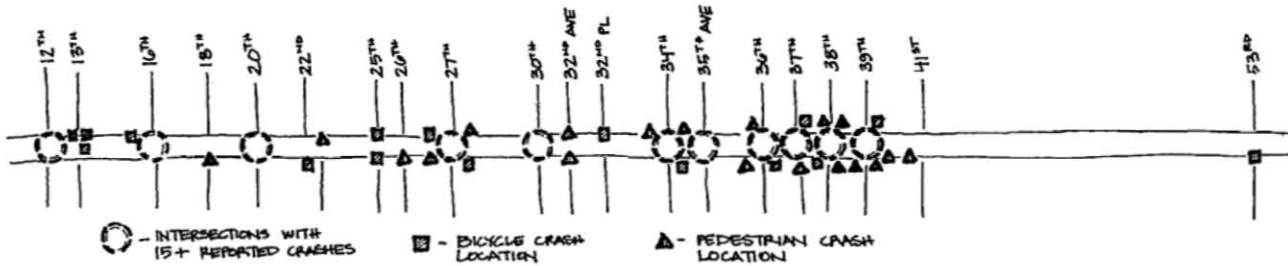 12TH
13TH
16TH
18TH
20TH
22ND
25TH
26TH
27TH
30TH
32ND AVE
32ND PL
34TH
35TH AVE
36TH
37TH
38TH
39TH
41ST
53RD
- INTERSECTIONS WITH
15+ REPORTED CRASHES
- BICYCLE CRASH
LOCATION
- PEDESTRIAN CRASH
LOCATION